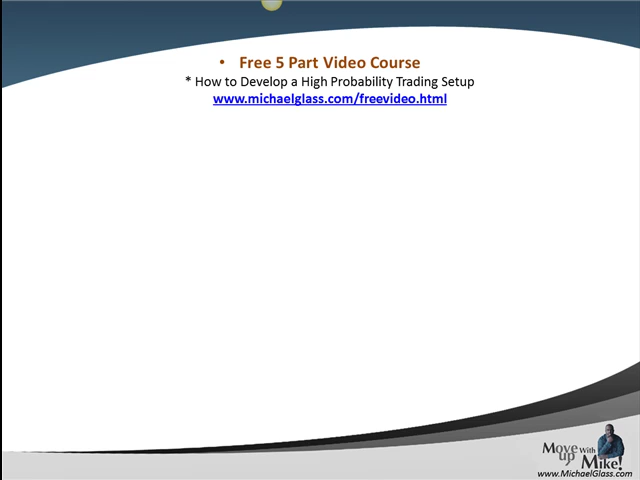 • Free 5 Part Video Course
* How to Develop a High Probability Trading Setup
www.michaelglass.com/freevideo.html
Move up With Mike!
www.MichaelGlass.com